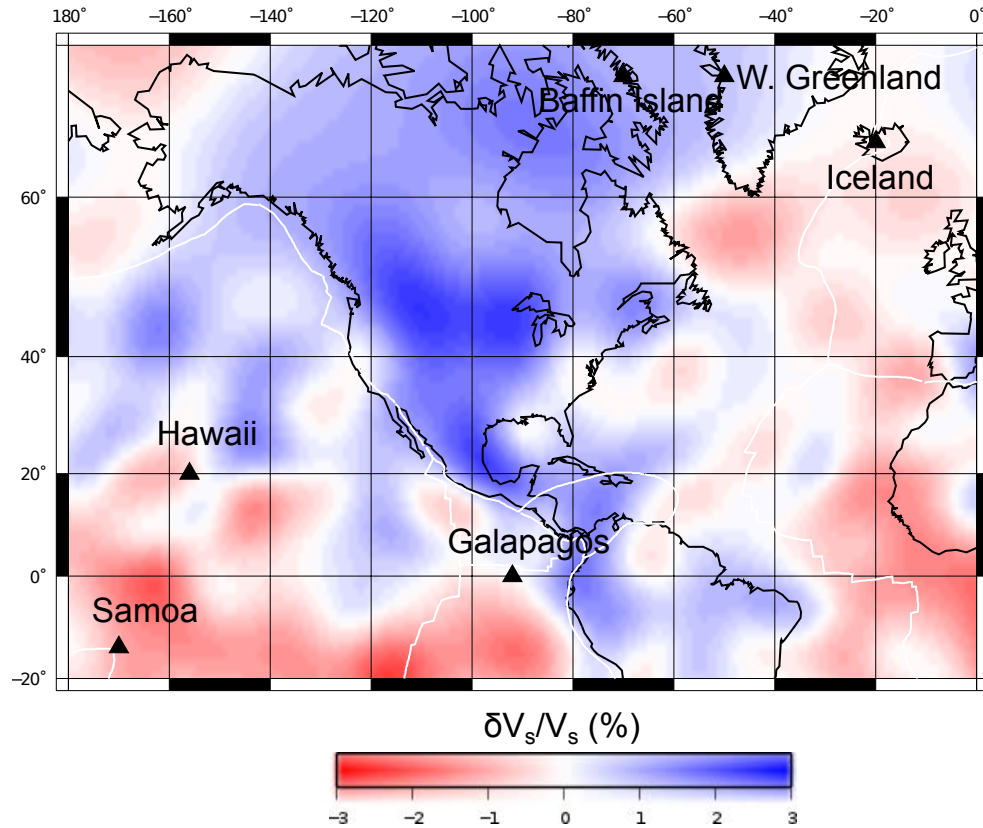 180° −160° −140° −120° −100° −80° −60° −40° −20° 0°
W. Greenland
Baffin Island
Iceland
60°
40°
Hawaii
20°
Galapagos
0°
Samoa
−20°
δVs/Vs (%)
−3 −2 −1 0 1 2 3